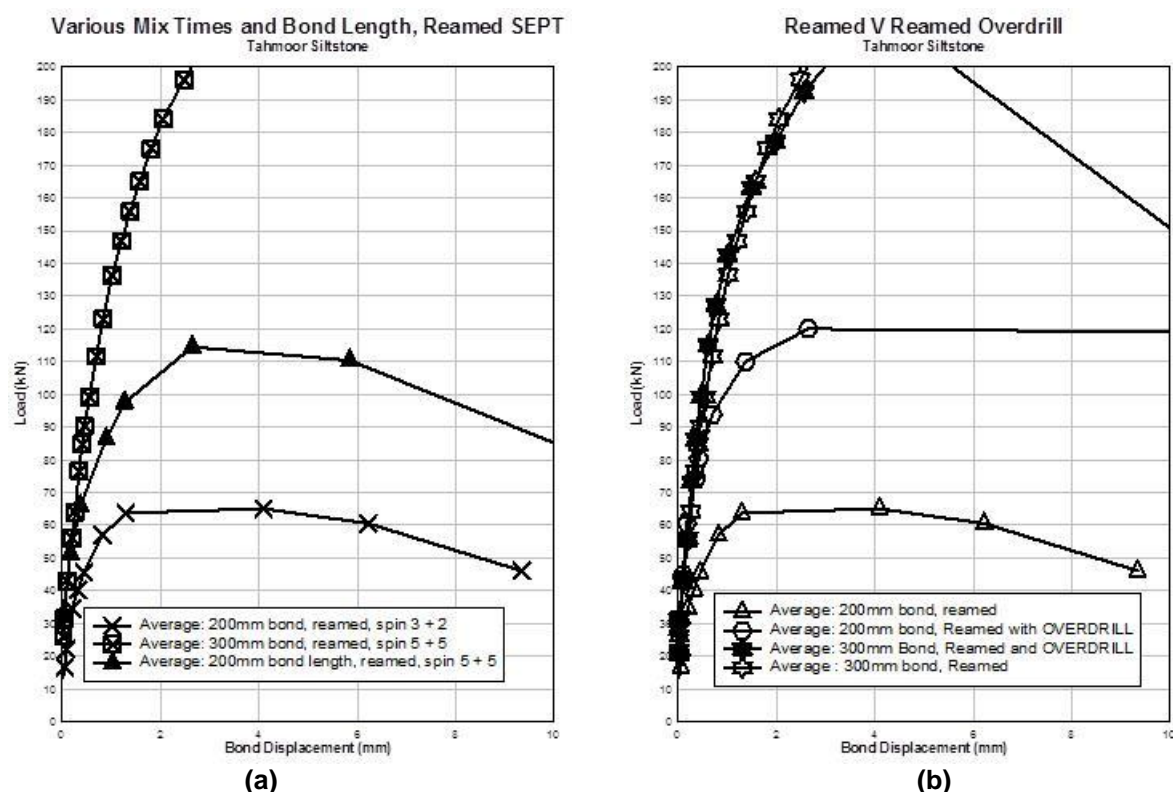 Various Mix Times and Bond Length, Reamed SEPT
Tahmoor Siltstone
200
190
180
170
160
150
140
130
120
110
100
90
80
70
60
50
40
30
20
10
0
Load(kN)
Average: 200mm bond, reamed, spin 3 + 2
Average: 300mm bond, reamed, spin 5 + 5
Average: 200mm bond length, reamed, spin 5 + 5
0 2 4 6 8 10
Bond Displacement (mm)
(a)
Reamed V Reamed Overdrill
Tahmoor Siltstone
200
190
180
170
160
150
140
130
120
110
100
90
80
70
60
50
40
30
20
10
0
Load(kN)
Average: 200mm bond, reamed
Average: 200mm bond, Reamed with OVERDRILL
Average: 300mm Bond, Reamed and OVERDRILL
Average : 300mm bond, Reamed
0 2 4 6 8 10
Bond Displacement (mm)
(b)